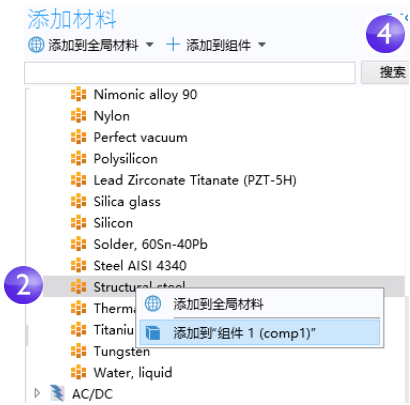 添加材料
4
添加到全局材料 添加到组件
搜索
Nimonic alloy 90
Nylon
Perfect vacuum
Polysilicon
Lead Zirconate Titanate (PZT-5H)
Silica glass
Silicon
Solder, 60Sn-40Pb
Steel AISI 4340
2
Structural steel
添加到全局材料
添加到"组件 1 (comp1)"
Tungsten
Water, liquid
AC/DC